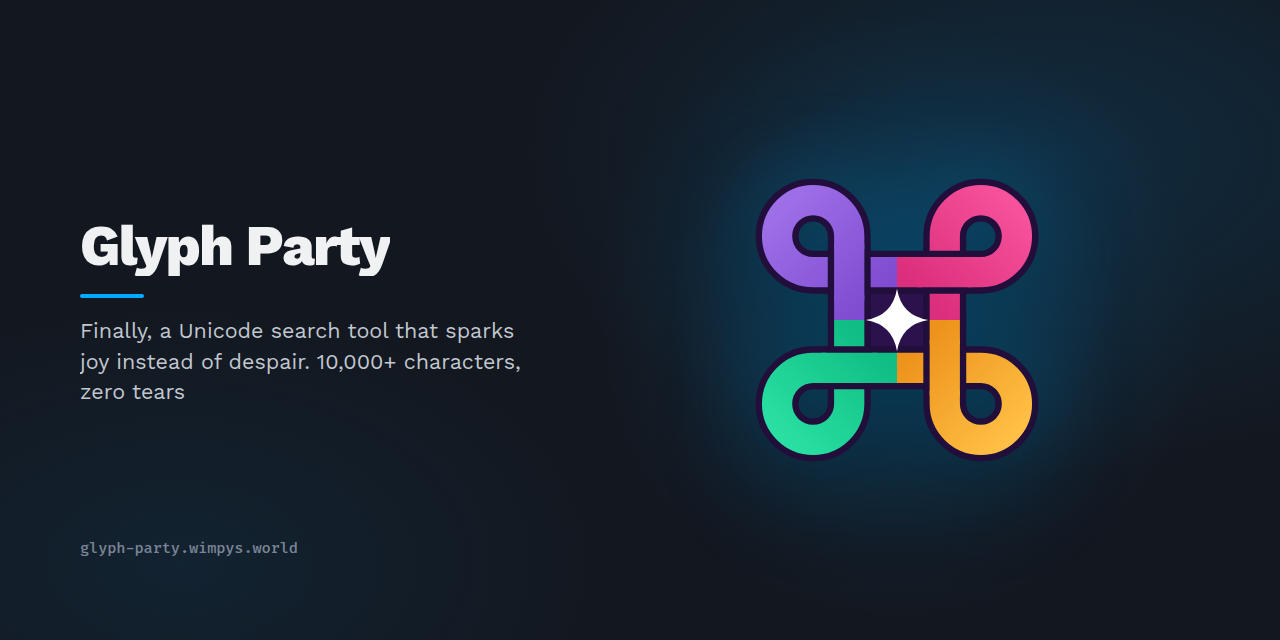 Glyph Party
Finally, a Unicode search tool that sparks
joy instead of despair. 10,000+ characters,
zero tears
glyph-party.wimpys.world